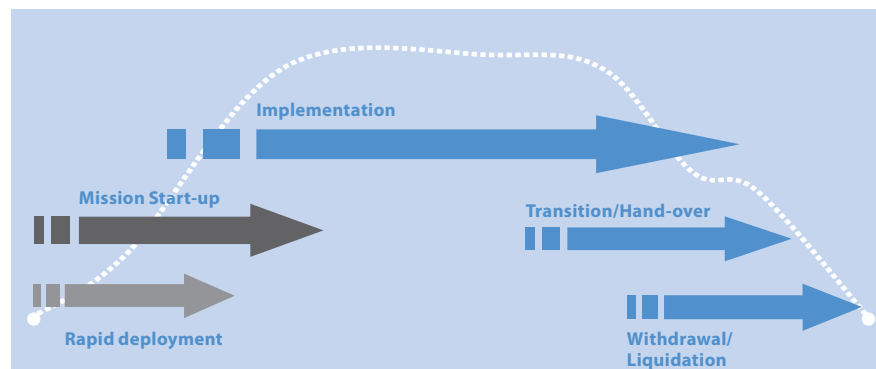 Implementation
Mission Start-up
Transition/Hand-over
Rapid deployment
Withdrawal/
Liquidation